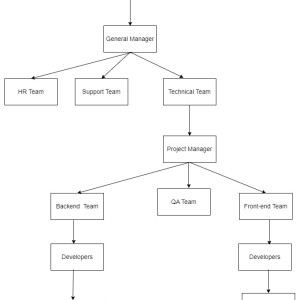 General Manager
HR Team
Support Team
Technical Team
Project Manager
Backend Team
QA Team
Front-end Team
Developers
Developers